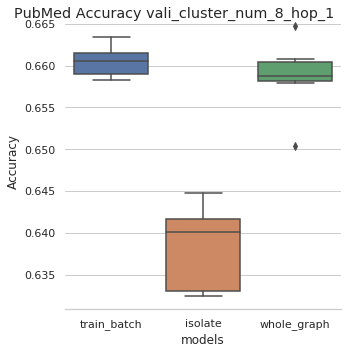 PubMed Accuracy vali_cluster_num_8_hop_1
0.665
0.660
0.655
0.650
0.645
0.640
0.635
Accuracy
train_batch isolate whole_graph
models